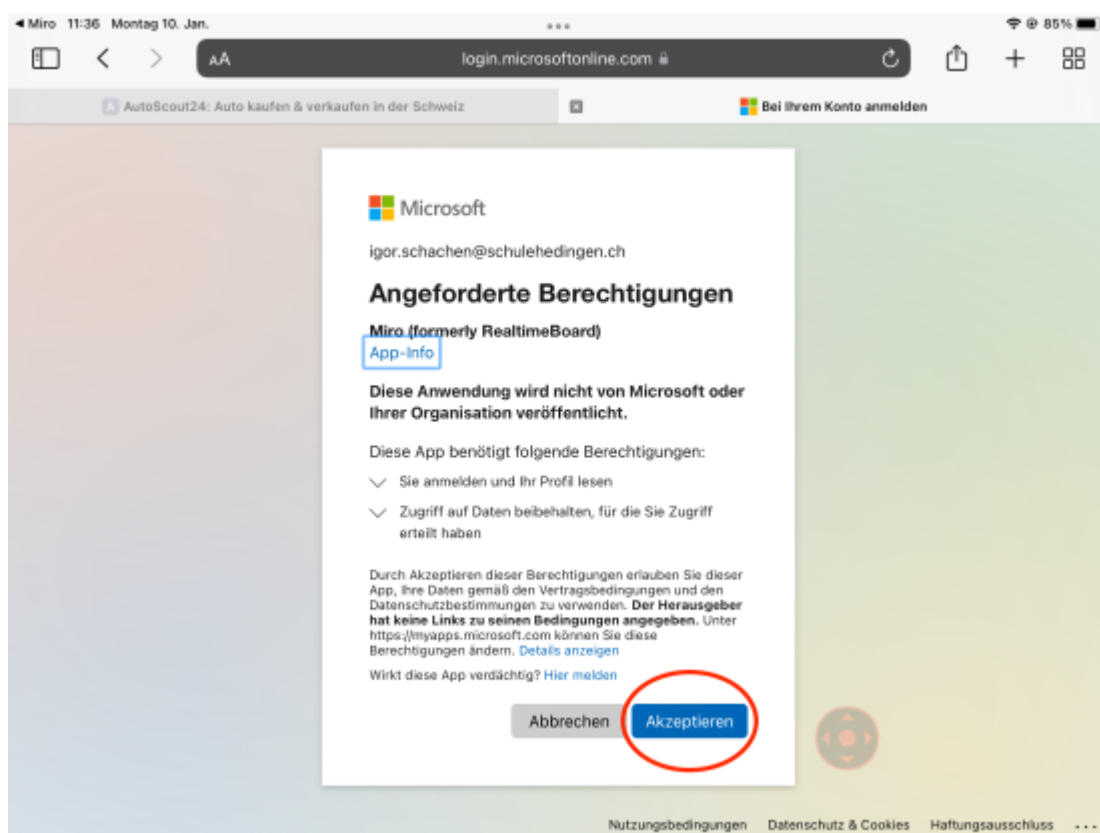 Miro 11:36 Montag 10. Jan. 85%
AA login.microsoftonline.com
AutoScout24: Auto kaufen & verkaufen in der Schweiz Bei Ihrem Konto anmelden
Microsoft
igor.schachen@schulehedingen.ch
Angeforderte Berechtigungen
Miro (formerly RealtimeBoard)
App-Info
Diese Anwendung wird nicht von Microsoft oder
Ihrer Organisation veröffentlicht.
Diese App benötigt folgende Berechtigungen:
Sie anmelden und Ihr Profil lesen
Zugriff auf Daten beibehalten, für die Sie Zugriff
erteilt haben
Durch Akzeptieren dieser Berechtigungen erlauben Sie dieser
App, Ihre Daten gemäß den Vertragsbedingungen und den
Datenschutzbestimmungen zu verwenden. Der Herausgeber
hat keine Links zu seinen Bedingungen angegeben. Unter
https://myapps.microsoft.com können Sie diese
Berechtigungen ändern. Details anzeigen
Wirkt diese App verdächtig? Hier melden
Abbrechen Akzeptieren
Nutzungsbedingungen Datenschutz & Cookies Haftungsausschluss ...